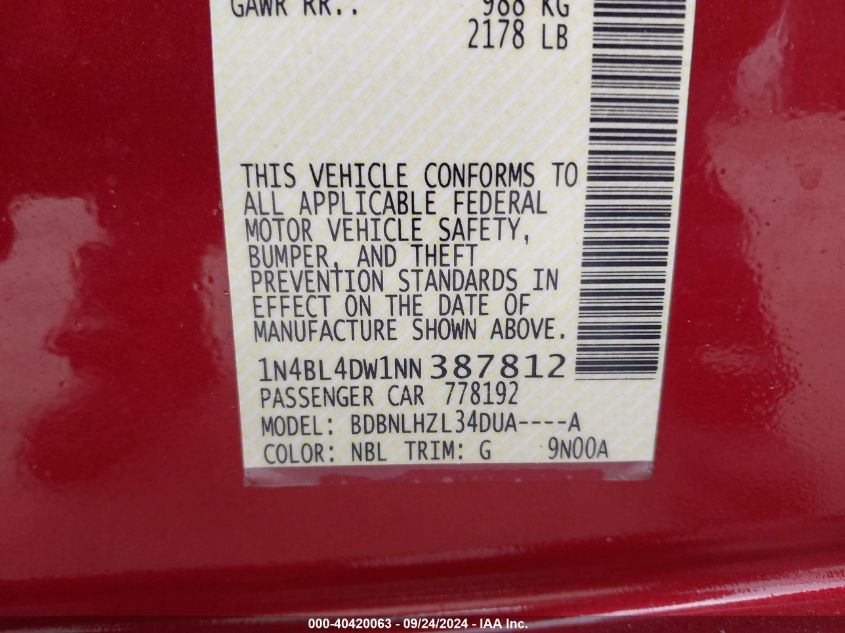 GAWR RR.: 988 KG
2178 LB
THIS VEHICLE CONFORMS TO
ALL APPLICABLE FEDERAL
MOTOR VEHICLE SAFETY,
BUMPER, AND THEFT
PREVENTION STANDARDS IN
EFFECT ON THE DATE OF
MANUFACTURE SHOWN ABOVE.
1N4BL4DW1NN387812
PASSENGER CAR 778192
MODEL: BDBNLHZL34DUA----A
COLOR: NBL TRIM: G 9N00A
000-40420063 - 09/24/2024 - IAA Inc.